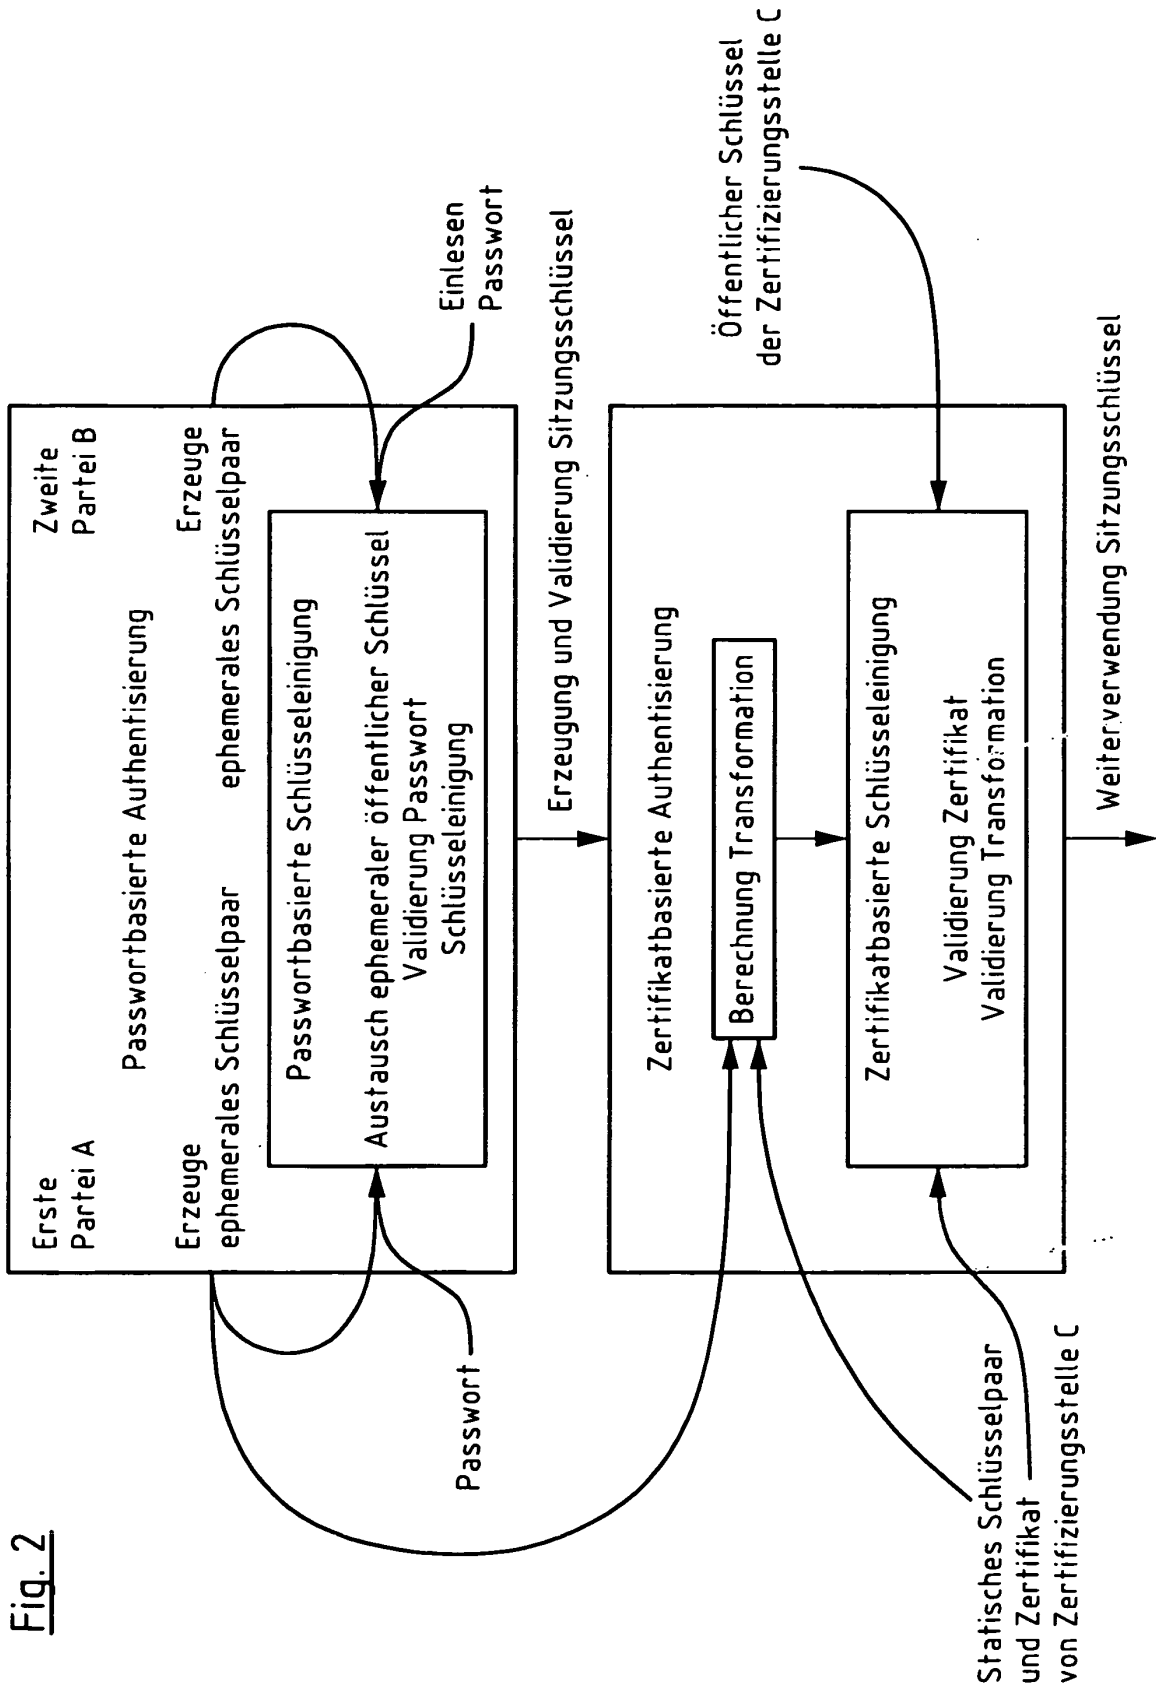 Fig. 2
Erste
Partei A
Zweite
Partei B
Passwortbasierte Authentisierung
Erzeuge
ephemerales Schlüsselpaar
Erzeuge
ephemerales Schlüsselpaar
Passwortbasierte Schlüsseleinigung
Austausch ephemeraler öffentlicher Schlüssel
Validierung Passwort
Schlüsseleinigung
Passwort
Einlesen
Passwort
Erzeugung und Validierung Sitzungsschlüssel
Zertifikatbasierte Authentisierung
Berechnung Transformation
Öffentlicher Schlüssel
der Zertifizierungsstelle C
Zertifikatbasierte Schlüsseleinigung
Validierung Zertifikat
Validierung Transformation
Statisches Schlüsselpaar
und Zertifikat
von Zertifizierungsstelle C
Weiterverwendung Sitzungsschlüssel